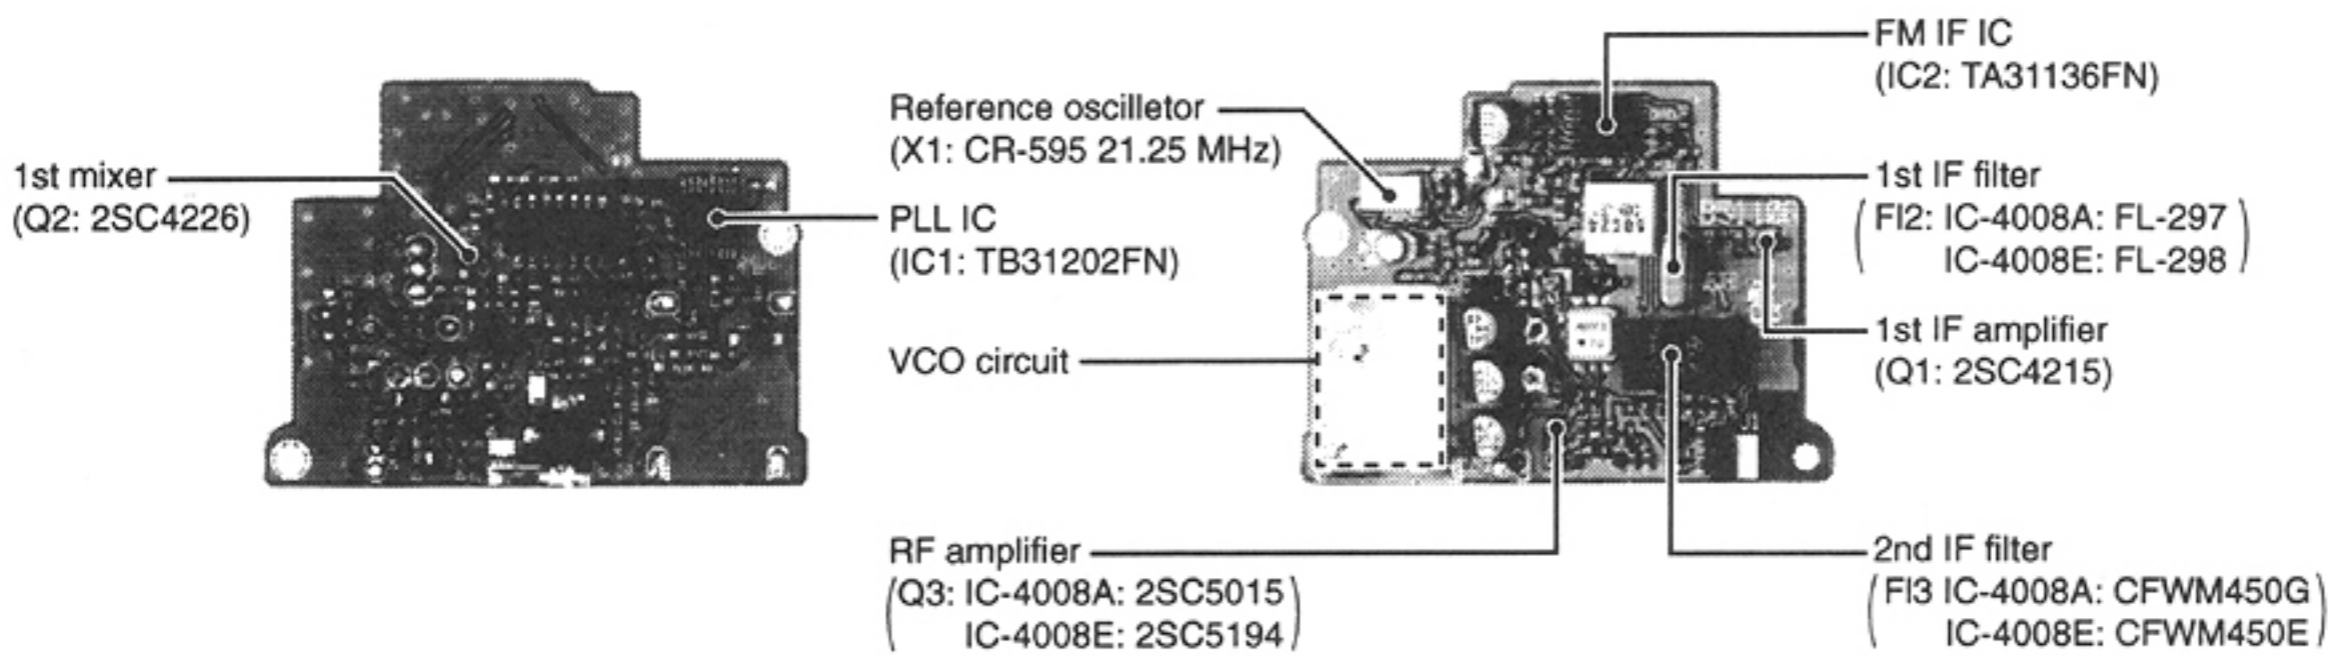 1st mixer
(Q2: 2SC4226)
Reference oscilletor
(X1: CR-595 21.25 MHz)
PLL IC
(IC1: TB31202FN)
VCO circuit
RF amplifier
(Q3: IC-4008A: 2SC5015
IC-4008E: 2SC5194)
FM IF IC
(IC2: TA31136FN)
1st IF filter
(FI2: IC-4008A: FL-297
IC-4008E: FL-298)
1st IF amplifier
(Q1: 2SC4215)
2nd IF filter
(FI3 IC-4008A: CFWM450G
IC-4008E: CFWM450E)